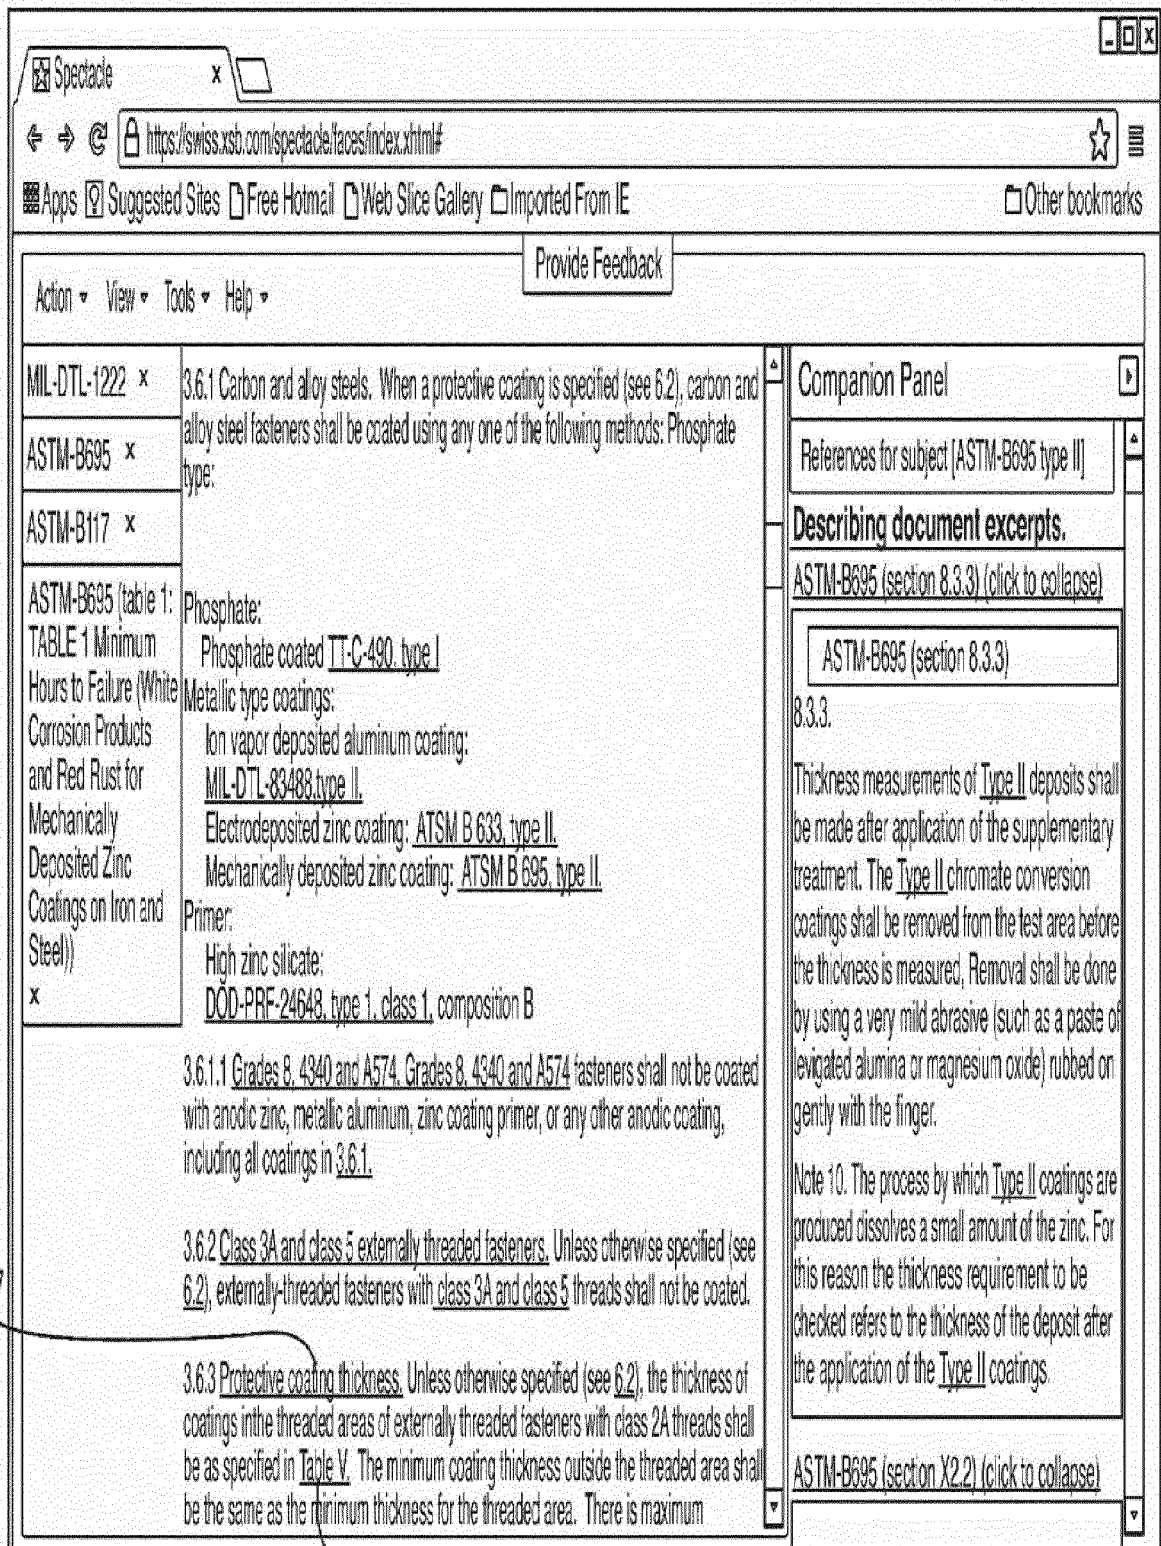 Spectacle x
https://swiss.xsb.com/spectacle/faces/index.xhtml#
Apps Suggested Sites Free Hotmail Web Slice Gallery Imported From IE Other bookmarks
Provide Feedback
Action View Tools Help
MIL-DTL-1222 x
ASTM-B695 x
ASTM-B117 x
ASTM-B695 (table 1:
TABLE 1 Minimum
Hours to Failure (White
Corrosion Products
and Red Rust for
Mechanically
Deposited Zinc
Coatings on Iron and
Steel))
x
3.6.1 Carbon and alloy steels. When a protective coating is specified (see 6.2), carbon and
alloy steel fasteners shall be coated using any one of the following methods: Phosphate
type:
Phosphate:
Phosphate coated TT-C-490, type I
Metallic type coatings:
Ion vapor deposited aluminum coating:
MIL-DTL-83488,type II.
Electrodeposited zinc coating: ATSM B 633, type II.
Mechanically deposited zinc coating: ATSM B 695, type II.
Primer:
High zinc silicate:
DOD-PRF-24648, type 1, class 1, composition B
3.6.1.1 Grades 8, 4340 and A574. Grades 8, 4340 and A574 fasteners shall not be coated
with anodic zinc, metallic aluminum, zinc coating primer, or any other anodic coating,
including all coatings in 3.6.1.
3.6.2 Class 3A and class 5 externally threaded fasteners. Unless otherwise specified (see
6.2), externally-threaded fasteners with class 3A and class 5 threads shall not be coated.
3.6.3 Protective coating thickness. Unless otherwise specified (see 6.2), the thickness of
coatings inthe threaded areas of externally threaded fasteners with class 2A threads shall
be as specified in Table V. The minimum coating thickness outside the threaded area shall
be the same as the minimum thickness for the threaded area. There is maximum
Companion Panel
References for subject [ASTM-B695 type II]
Describing document excerpts.
ASTM-B695 (section 8.3.3) (click to collapse)
ASTM-B695 (section 8.3.3)
8.3.3.
Thickness measurements of Type II deposits shall
be made after application of the supplementary
treatment. The Type II chromate conversion
coatings shall be removed from the test area before
the thickness is measured, Removal shall be done
by using a very mild abrasive (such as a paste of
levigated alumina or magnesium oxide) rubbed on
gently with the finger.
Note 10. The process by which Type II coatings are
produced dissolves a small amount of the zinc. For
this reason the thickness requirement to be
checked refers to the thickness of the deposit after
the application of the Type II coatings.
ASTM-B695 (section X2.2) (click to collapse)